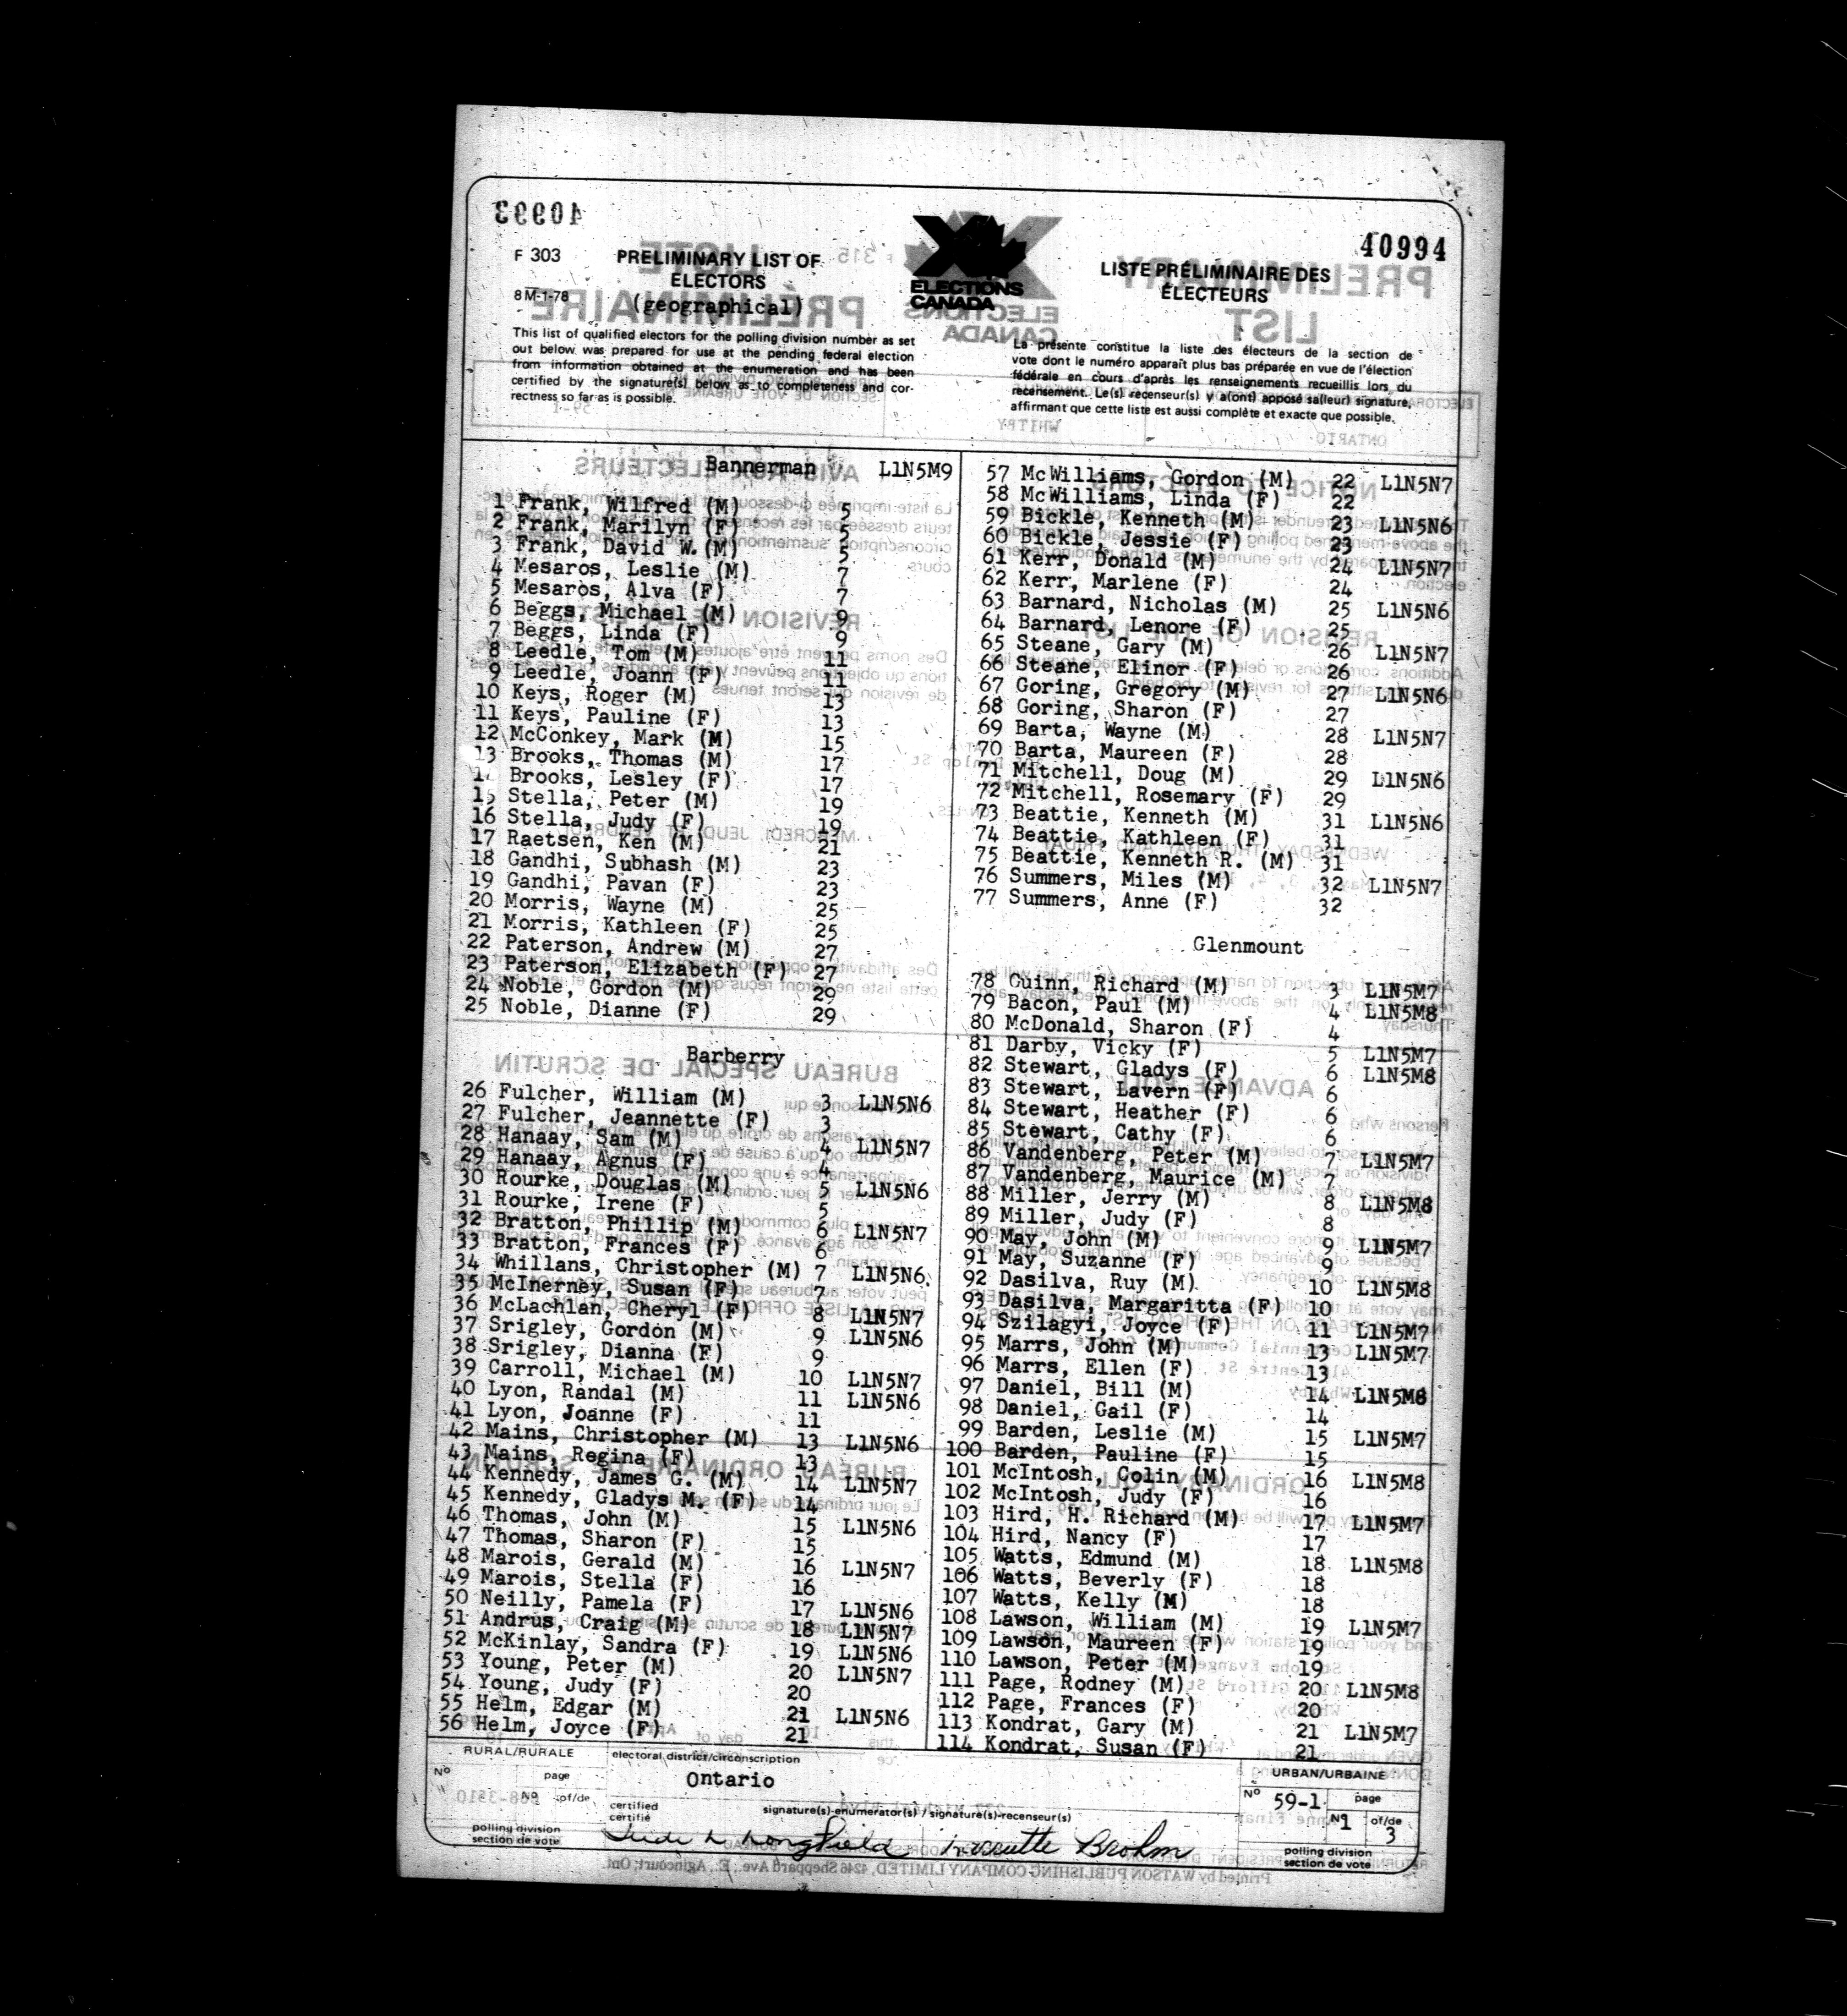 40994
F 303
8 M-1-78
PRELIMINARY LIST OF
ELECTORS
(geographical)
ELECTIONS
CANADA
LISTE PRÉLIMINAIRE DES
ÉLECTEURS
This list of qualified electors for the polling division number as set
out below was prepared for use at the pending federal election
from information obtained at the enumeration and has been
certified by the signature(s) below as to completeness and cor-
rectness so far as is possible.
La présente constitue la liste des électeurs de la section de
vote dont le numéro apparaît plus bas préparée en vue de l'élection
fédérale en cours d'après les renseignements recueillis lors du
recensement. Le(s) recenseur(s) y a(ont) apposé sa(leur) signature,
affirmant que cette liste est aussi complète et exacte que possible.
Bannerman L1N5M9
1 Frank, Wilfred (M) 5
2 Frank, Marilyn (F) 5
3 Frank, David W. (M) 5
4 Mesaros, Leslie (M) 7
5 Mesaros, Alva (F) 7
6 Beggs, Michael (M) 9
7 Beggs, Linda (F) 9
8 Leedle, Tom (M) 11
9 Leedle, Joann (F) 11
10 Keys, Roger (M) 13
11 Keys, Pauline (F) 13
12 McConkey, Mark (M) 15
13 Brooks, Thomas (M) 17
1 Brooks, Lesley (F) 17
15 Stella, Peter (M) 19
16 Stella, Judy (F) 19
17 Raetsen, Ken (M) 21
18 Gandhi, Subhash (M) 23
19 Gandhi, Pavan (F) 23
20 Morris, Wayne (M) 25
21 Morris, Kathleen (F) 25
22 Paterson, Andrew (M) 27
23 Paterson, Elizabeth (F) 27
24 Noble, Gordon (M) 29
25 Noble, Dianne (F) 29
Barberry
26 Fulcher, William (M) 3 L1N5N6
27 Fulcher, Jeannette (F) 3
28 Hanaay, Sam (M) 4 L1N5N7
29 Hanaay, Agnus (F) 4
30 Rourke, Douglas (M) 5 L1N5N6
31 Rourke, Irene (F) 5
32 Bratton, Phillip (M) 6 L1N5N7
33 Bratton, Frances (F) 6
34 Whillans, Christopher (M) 7 L1N5N6
35 McInerney, Susan (F) 7
36 McLachlan, Cheryl (F) 8 L1N5N7
37 Srigley, Gordon (M) 9 L1N5N6
38 Srigley, Dianna (F) 9
39 Carroll, Michael (M) 10 L1N5N7
40 Lyon, Randal (M) 11 L1N5N6
41 Lyon, Joanne (F) 11
42 Mains, Christopher (M) 13 L1N5N6
43 Mains, Regina (F) 13
44 Kennedy, James G. (M) 14 L1N5N7
45 Kennedy, Gladys M. (F) 14
46 Thomas, John (M) 15 L1N5N6
47 Thomas, Sharon (F) 15
48 Marois, Gerald (M) 16 L1N5N7
49 Marois, Stella (F) 16
50 Neilly, Pamela (F) 17 L1N5N6
51 Andrus, Craig (M) 18 L1N5N7
52 McKinlay, Sandra (F) 19 L1N5N6
53 Young, Peter (M) 20 L1N5N7
54 Young, Judy (F) 20
55 Helm, Edgar (M) 21 L1N5N6
56 Helm, Joyce (F) 21
57 McWilliams, Gordon (M) 22 L1N5N7
58 McWilliams, Linda (F) 22
59 Bickle, Kenneth (M) 23 L1N5N6
60 Bickle, Jessie (F) 23
61 Kerr, Donald (M) 24 L1N5N7
62 Kerr, Marlene (F) 24
63 Barnard, Nicholas (M) 25 L1N5N6
64 Barnard, Lenore (F) 25
65 Steane, Gary (M) 26 L1N5N7
66 Steane, Elinor (F) 26
67 Goring, Gregory (M) 27 L1N5N6
68 Goring, Sharon (F) 27
69 Barta, Wayne (M) 28 L1N5N7
70 Barta, Maureen (F) 28
71 Mitchell, Doug (M) 29 L1N5N6
72 Mitchell, Rosemary (F) 29
73 Beattie, Kenneth (M) 31 L1N5N6
74 Beattie, Kathleen (F) 31
75 Beattie, Kenneth R. (M) 31
76 Summers, Miles (M) 32 L1N5N7
77 Summers, Anne (F) 32
Glenmount
78 Guinn, Richard (M) 3 L1N5M7
79 Bacon, Paul (M) 4 L1N5M8
80 McDonald, Sharon (F) 4
81 Darby, Vicky (F) 5 L1N5M7
82 Stewart, Gladys (F) 6 L1N5M8
83 Stewart, Lavern (F) 6
84 Stewart, Heather (F) 6
85 Stewart, Cathy (F) 6
86 Vandenberg, Peter (M) 7 L1N5M7
87 Vandenberg, Maurice (M) 7
88 Miller, Jerry (M) 8 L1N5M8
89 Miller, Judy (F) 8
90 May, John (M) 9 L1N5M7
91 May, Suzanne (F) 9
92 Dasilva, Ruy (M) 10 L1N5M8
93 Dasilva, Margaritta (F) 10
94 Szilagyi, Joyce (F) 11 L1N5M7
95 Marrs, John (M) 13 L1N5M7
96 Marrs, Ellen (F) 13
97 Daniel, Bill (M) 14 L1N5M8
98 Daniel, Gail (F) 14
99 Barden, Leslie (M) 15 L1N5M7
100 Barden, Pauline (F) 15
101 McIntosh, Colin (M) 16 L1N5M8
102 McIntosh, Judy (F) 16
103 Hird, H. Richard (M) 17 L1N5M7
104 Hird, Nancy (F) 17
105 Watts, Edmund (M) 18 L1N5M8
106 Watts, Beverly (F) 18
107 Watts, Kelly (M) 18
108 Lawson, William (M) 19 L1N5M7
109 Lawson, Maureen (F) 19
110 Lawson, Peter (M) 19
111 Page, Rodney (M) 20 L1N5M8
112 Page, Frances (F) 20
113 Kondrat, Gary (M) 21 L1N5M7
114 Kondrat, Susan (F) 21
RURAL/RURALE
No page
No of/de
polling division
section de vote
electoral district/circonscription
Ontario
certified
certifié
signature(s)-enumerator(s) / signature(s)-recenseur(s)
Brohm
URBAN/URBAINE
No 59-1 page
No 1 of/de
3
polling division
section de vote